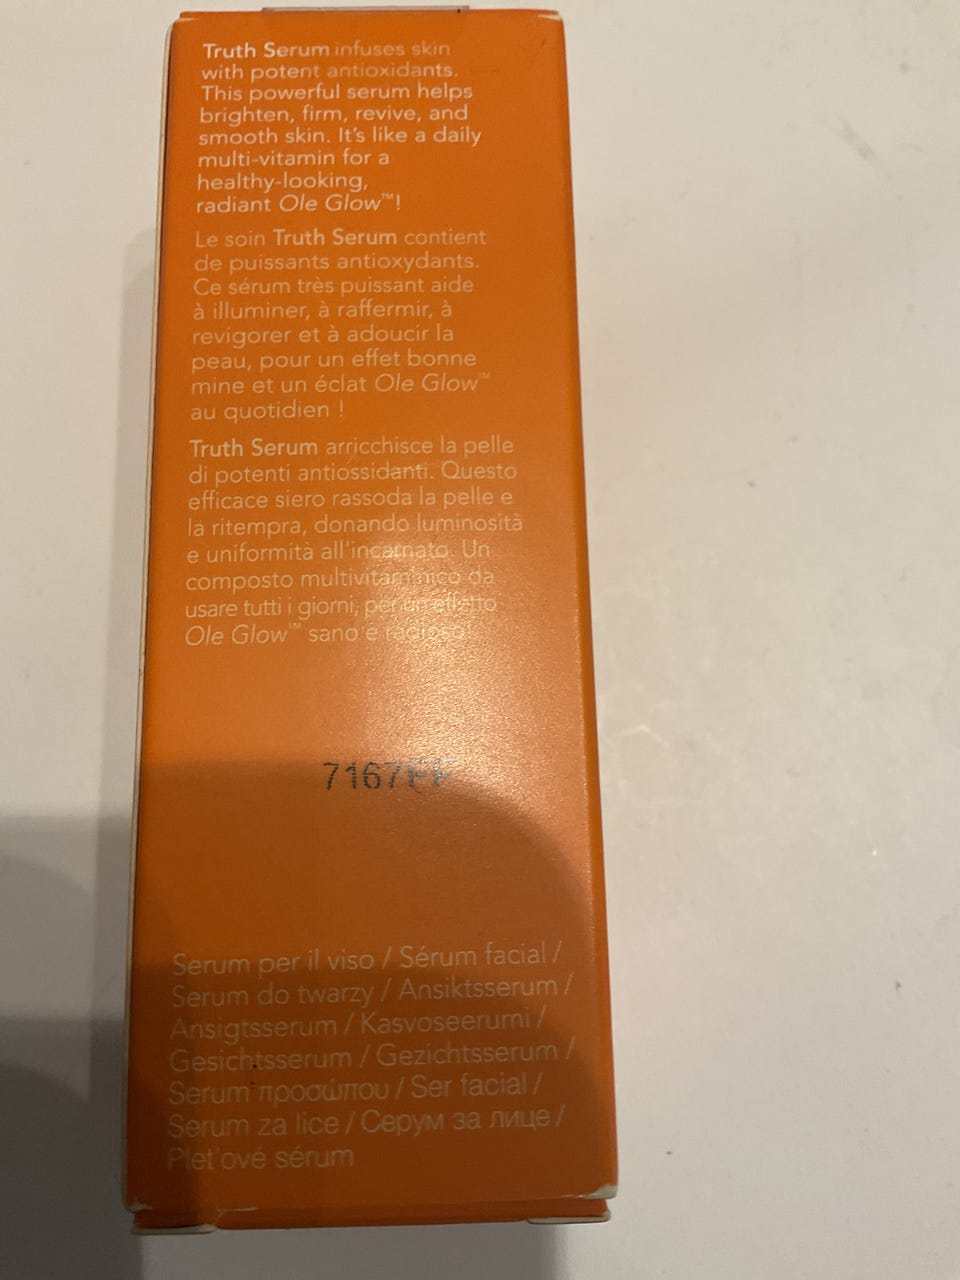 Truth Serum infuses skin
with potent antioxidants.
This powerful serum helps
brighten, firm, revive, and
smooth skin. It's like a daily
multi-vitamin for a
healthy-looking,
radiant Ole Glow™!
Le soin Truth Serum contient
de puissants antioxydants.
Ce sérum très puissant aide
à illuminer, à raffermir, à
revigorer et à adoucir la
peau, pour un effet bonne
mine et un éclat Ole Glow™
au quotidien !
Truth Serum arricchisce la pelle
di potenti antiossidanti. Questo
efficace siero rassoda la pelle e
la ritempra, donando luminosità
e uniformità all'incarnato. Un
composto multivitaminico da
usare tutti i giorni, per un effetto
Ole Glow™ sano e radioso!
7167FF
Serum per il viso / Sérum facial /
Serum do twarzy / Ansiktsserum /
Ansigtsserum / Kasvoseerumi /
Gesichtsserum / Gezichtsserum /
Serum προσώπου / Ser facial /
Serum za lice / Серум за лице /
Pleťové sérum